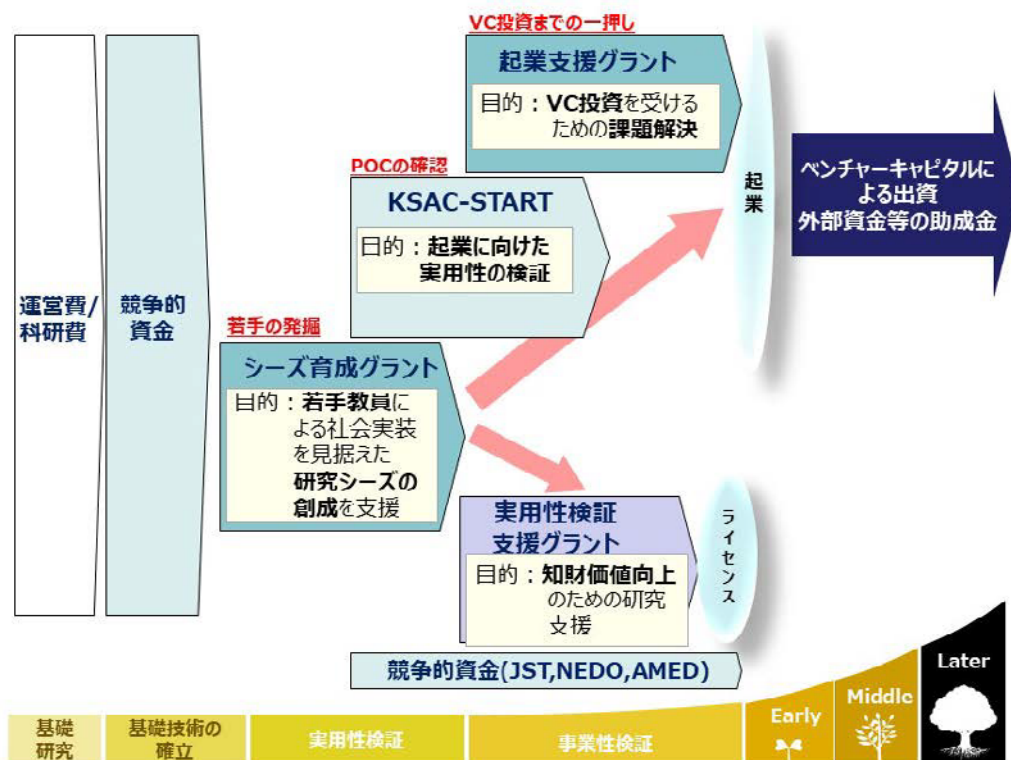 VC投資までの一押し
起業支援グラント
目的：VC投資を受ける
ための課題解決
POCの確認
KSAC-START
目的：起業に向けた
実用性の検証
起業
ベンチャーキャピタルに
よる出資
外部資金等の助成金
運営費/
科研費
競争的
資金
若手の発掘
シーズ育成グラント
目的：若手教員に
よる社会実装
を見据えた
研究シーズの
創成を支援
実用性検証
支援グラント
目的：知財価値向上
のための研究
支援
ライセンス
競争的資金(JST,NEDO,AMED)
基礎
研究
基礎技術の
確立
実用性検証
事業性検証
Early
Middle
Later